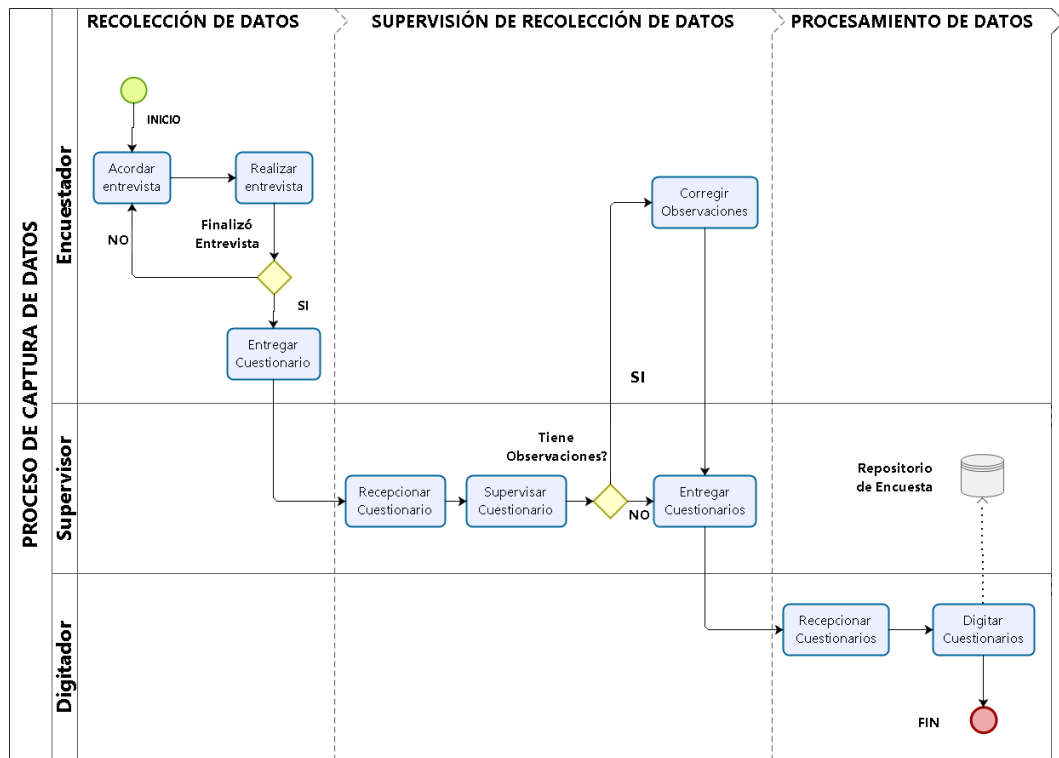 RECOLECCIÓN DE DATOS
SUPERVISIÓN DE RECOLECCIÓN DE DATOS
PROCESAMIENTO DE DATOS
PROCESO DE CAPTURA DE DATOS
Encuestador
INICIO
Acordar
entrevista
Realizar
entrevista
Finalizó
Entrevista
NO
SI
Entregar
Cuestionario
Corregir
Observaciones
SI
Supervisor
Recepcionar
Cuestionario
Supervisar
Cuestionario
Tiene
Observaciones?
NO
Entregar
Cuestionarios
Repositorio
de Encuesta
Digitador
Recepcionar
Cuestionarios
Digitar
Cuestionarios
FIN